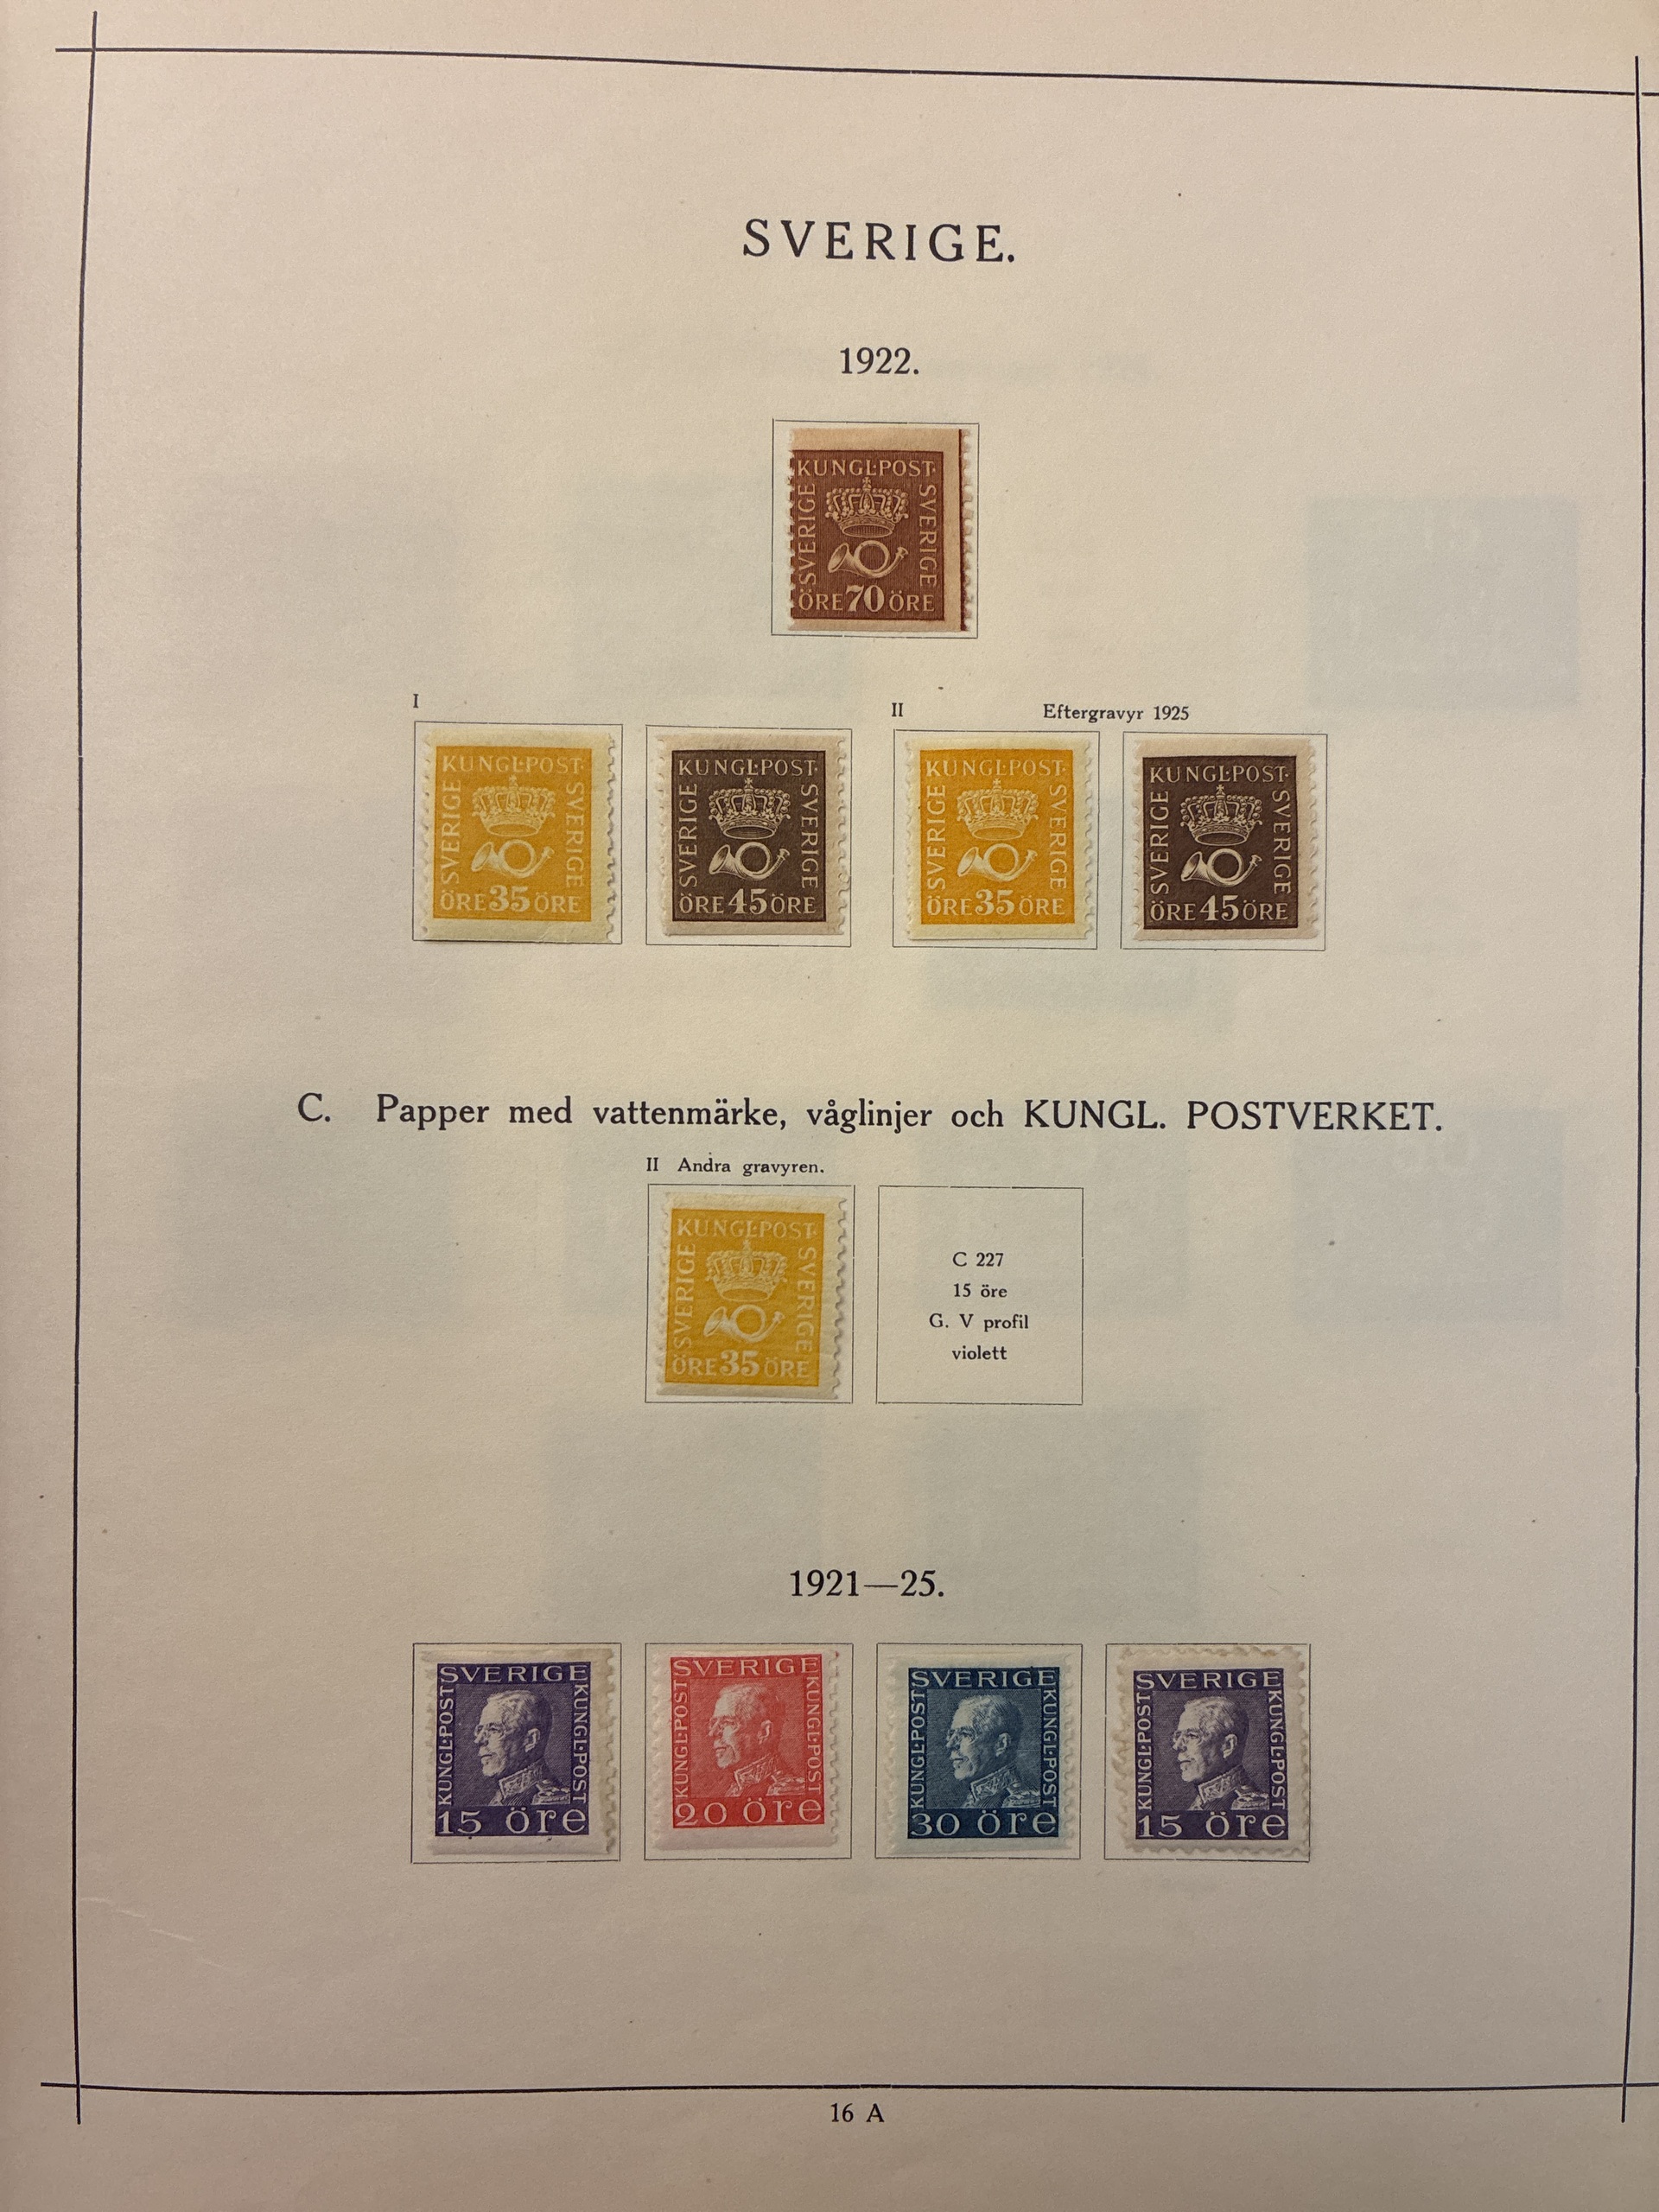 SVERIGE.
1922.
KUNGL·POST·
SVERIGE
SVERIGE
ÖRE 70 ÖRE
I
II Eftergravyr 1925
KUNGL·POST·
SVERIGE
SVERIGE
ÖRE 35 ÖRE
KUNGL·POST·
SVERIGE
SVERIGE
ÖRE 45 ÖRE
KUNGL·POST·
SVERIGE
SVERIGE
ÖRE 35 ÖRE
KUNGL·POST·
SVERIGE
SVERIGE
ÖRE 45 ÖRE
C. Papper med vattenmärke, våglinjer och KUNGL. POSTVERKET.
II Andra gravyren.
KUNGL·POST·
SVERIGE
SVERIGE
ÖRE 35 ÖRE
C 227
15 öre
G. V profil
violett
1921—25.
SVERIGE
KUNGL·POST
KUNGL·POST
15 öre
SVERIGE
KUNGL·POST
KUNGL·POST
20 öre
SVERIGE
KUNGL·POST
KUNGL·POST
30 öre
SVERIGE
KUNGL·POST
KUNGL·POST
15 öre
16 A